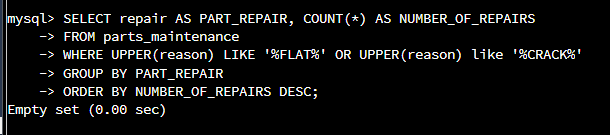 mysql> SELECT repair AS PART_REPAIR, COUNT(*) AS NUMBER_OF_REPAIRS
-> FROM parts_maintenance
-> WHERE UPPER(reason) LIKE '%FLAT%' OR UPPER(reason) like '%CRACK%'
-> GROUP BY PART_REPAIR
-> ORDER BY NUMBER_OF_REPAIRS DESC;
Empty set (0.00 sec)